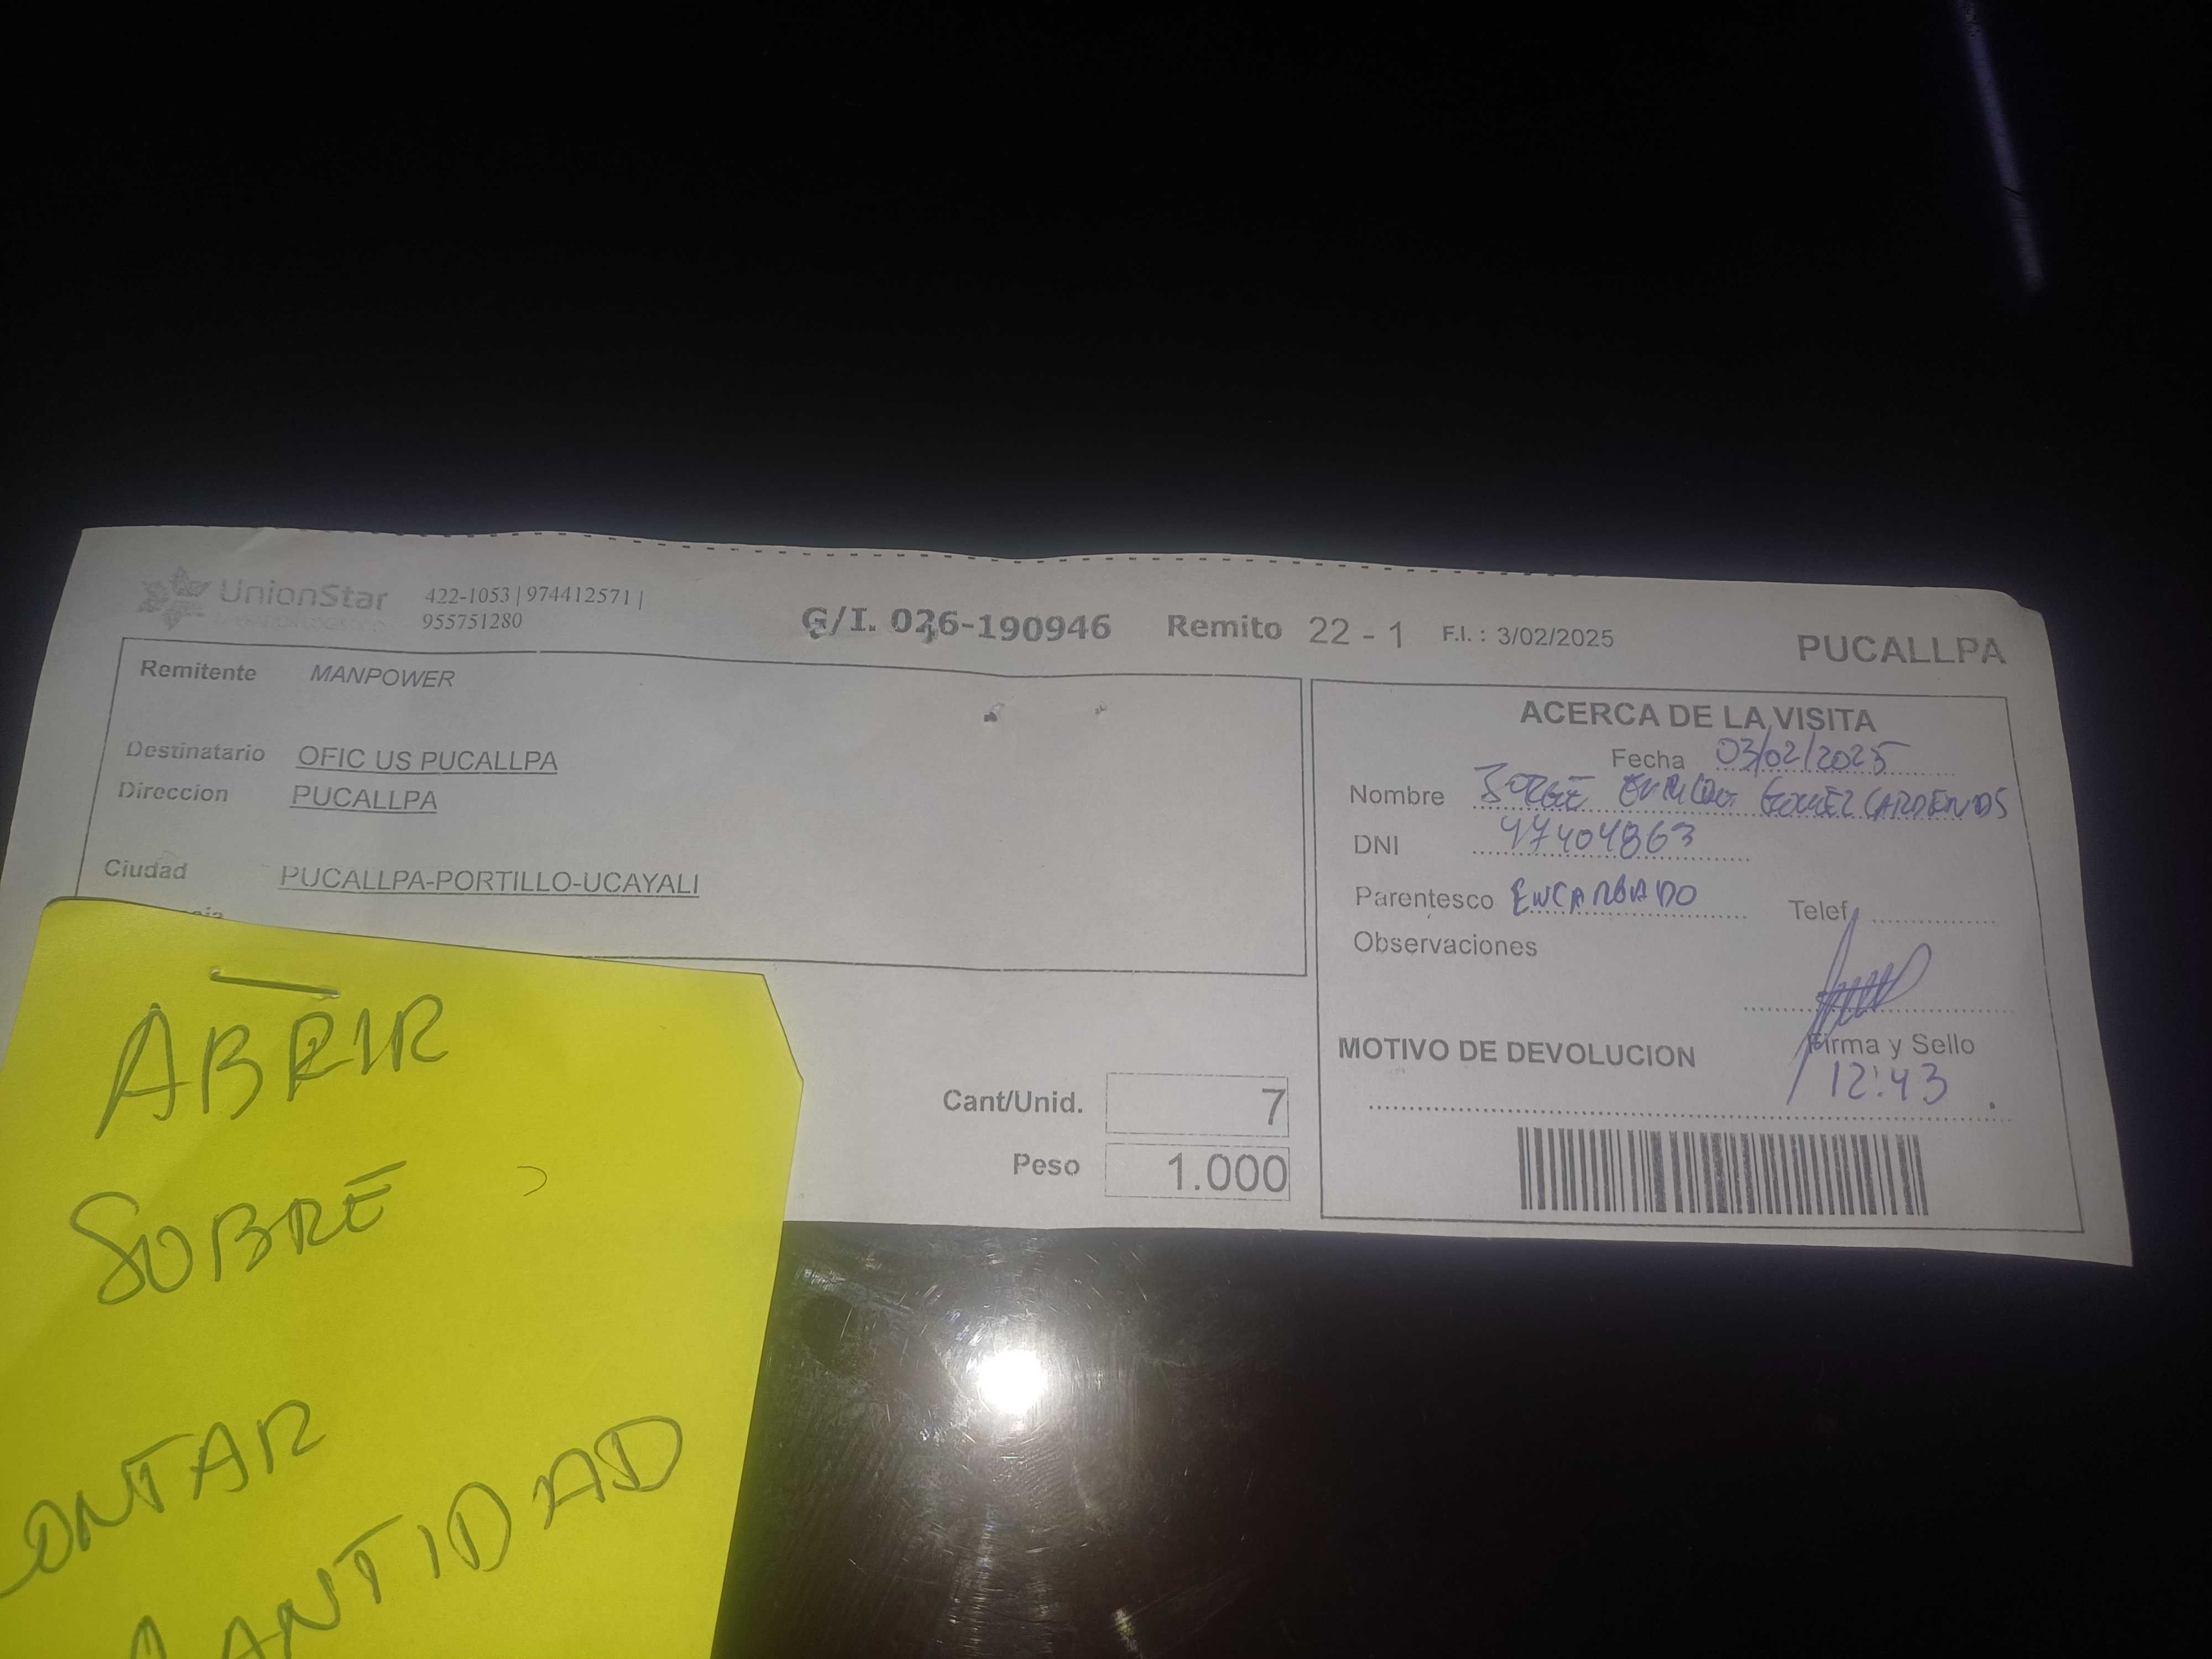 UnionStar
422-1053 | 974412571 |
955751280
G/I. 026-190946 Remito 22 - 1 F.I. : 3/02/2025 PUCALLPA
Remitente MANPOWER
Destinatario OFIC US PUCALLPA
Direccion PUCALLPA
Ciudad PUCALLPA-PORTILLO-UCAYALI
Cant/Unid. 7
Peso 1.000
ACERCA DE LA VISITA
Fecha 03/02/2025
Nombre JORGE GOMEZ CARDENAS
DNI 47404863
Parentesco ENCARGADO Telef
Observaciones
Firma y Sello
12:43
MOTIVO DE DEVOLUCION
ABRIR
SOBRE
CONTAR
CANTIDAD